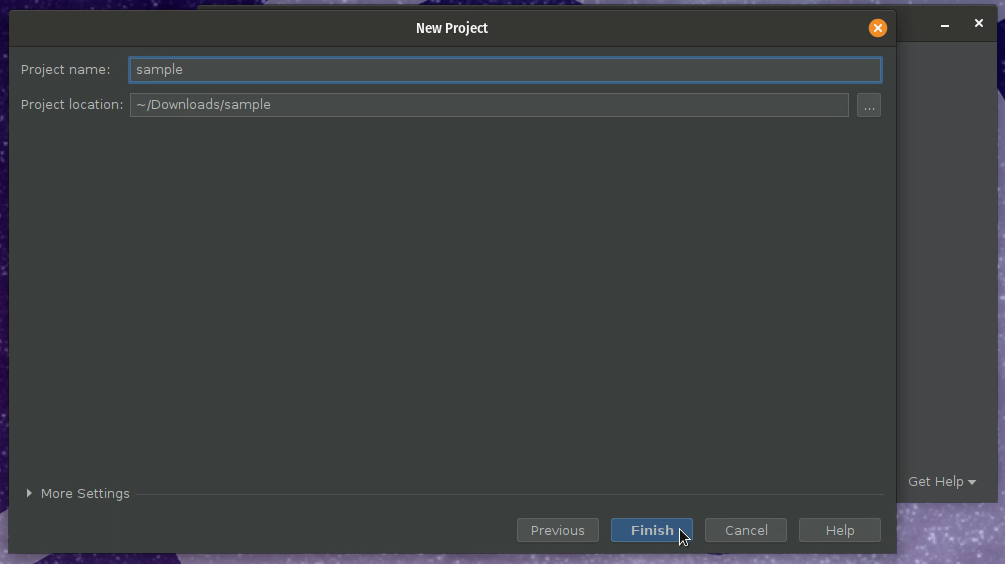 New Project
Project name: sample
Project location: ~/Downloads/sample ...
Get Help
More Settings
Previous Finish Cancel Help